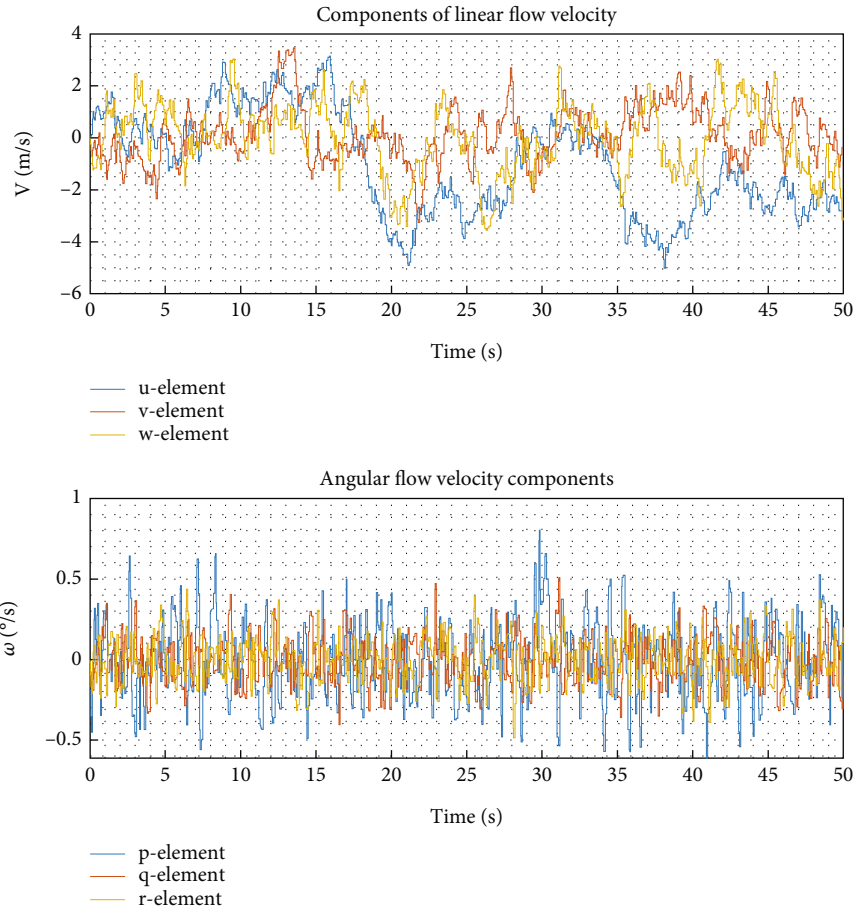 Components of linear flow velocity
4
2
0
−2
−4
−6
V (m/s)
0 5 10 15 20 25 30 35 40 45 50
Time (s)
u-element
v-element
w-element
Angular flow velocity components
1
0.5
0
−0.5
ω (°/s)
0 5 10 15 20 25 30 35 40 45 50
Time (s)
p-element
q-element
r-element